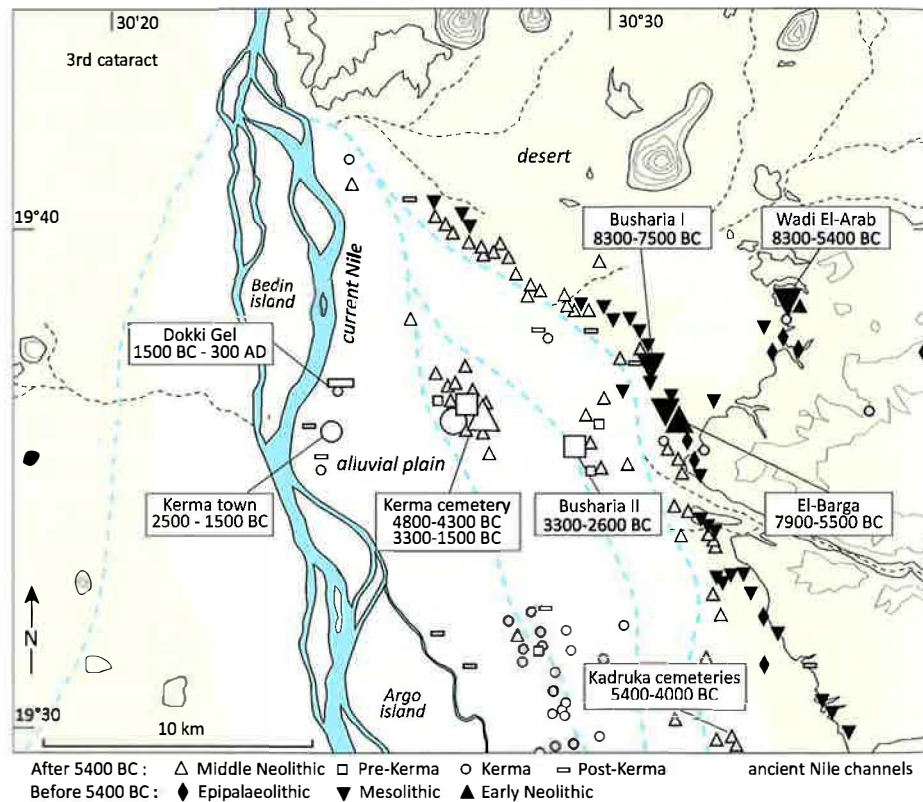 30°20
30°30
3rd cataract
desert
19°40
Busharia I
8300-7500 BC
Wadi El-Arab
8300-5400 BC
Bedin
island
current Nile
Dokki Gel
1500 BC - 300 AD
alluvial plain
Kerma town
2500 - 1500 BC
Kerma cemetery
4800-4300 BC
3300-1500 BC
Busharia II
3300-2600 BC
El-Barga
7900-5500 BC
N
Kadruka cemeteries
5400-4000 BC
Argo
island
19°30
10 km
After 5400 BC : Middle Neolithic Pre-Kerma Kerma Post-Kerma ancient Nile channels
Before 5400 BC : Epipalaeolithic Mesolithic Early Neolithic